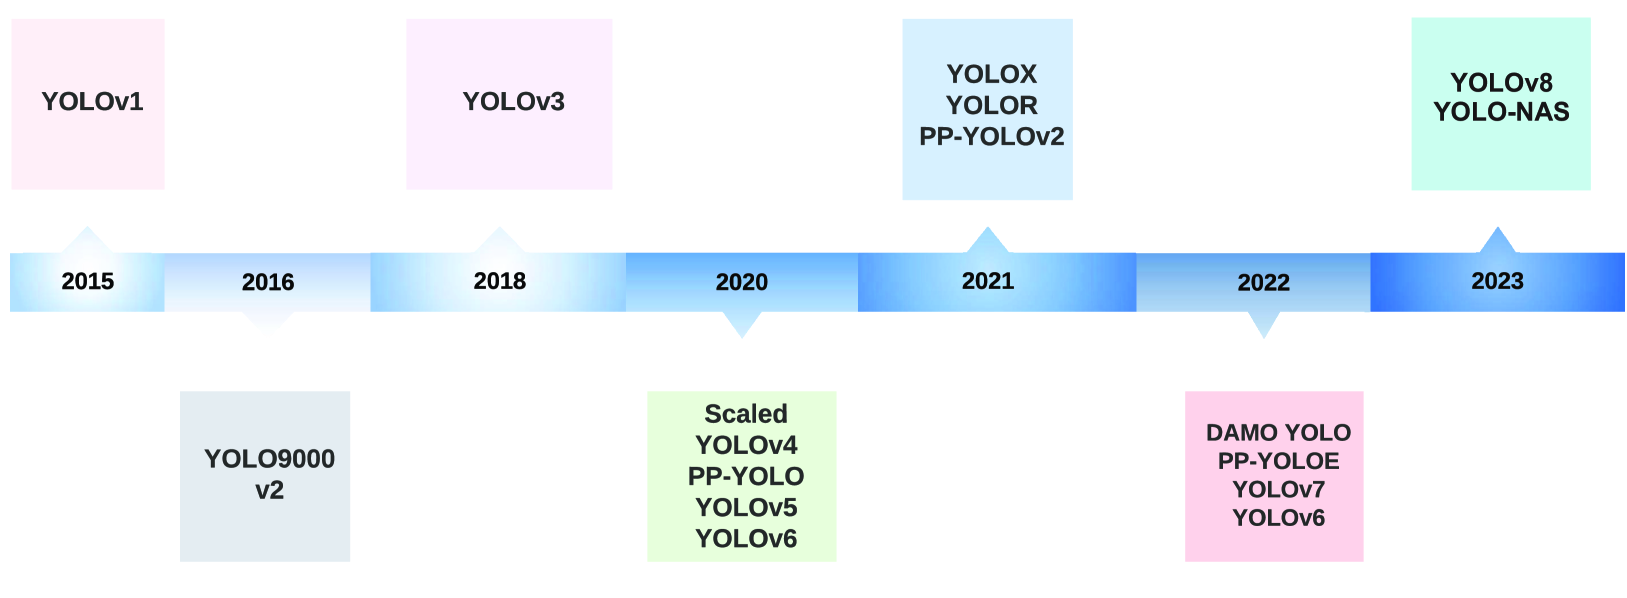 YOLOv1
YOLOv3
YOLOX
YOLOR
PP-YOLOv2
YOLOv8
YOLO-NAS
2015
2016
2018
2020
2021
2022
2023
YOLO9000
v2
Scaled
YOLOv4
PP-YOLO
YOLOv5
YOLOv6
DAMO YOLO
PP-YOLOE
YOLOv7
YOLOv6